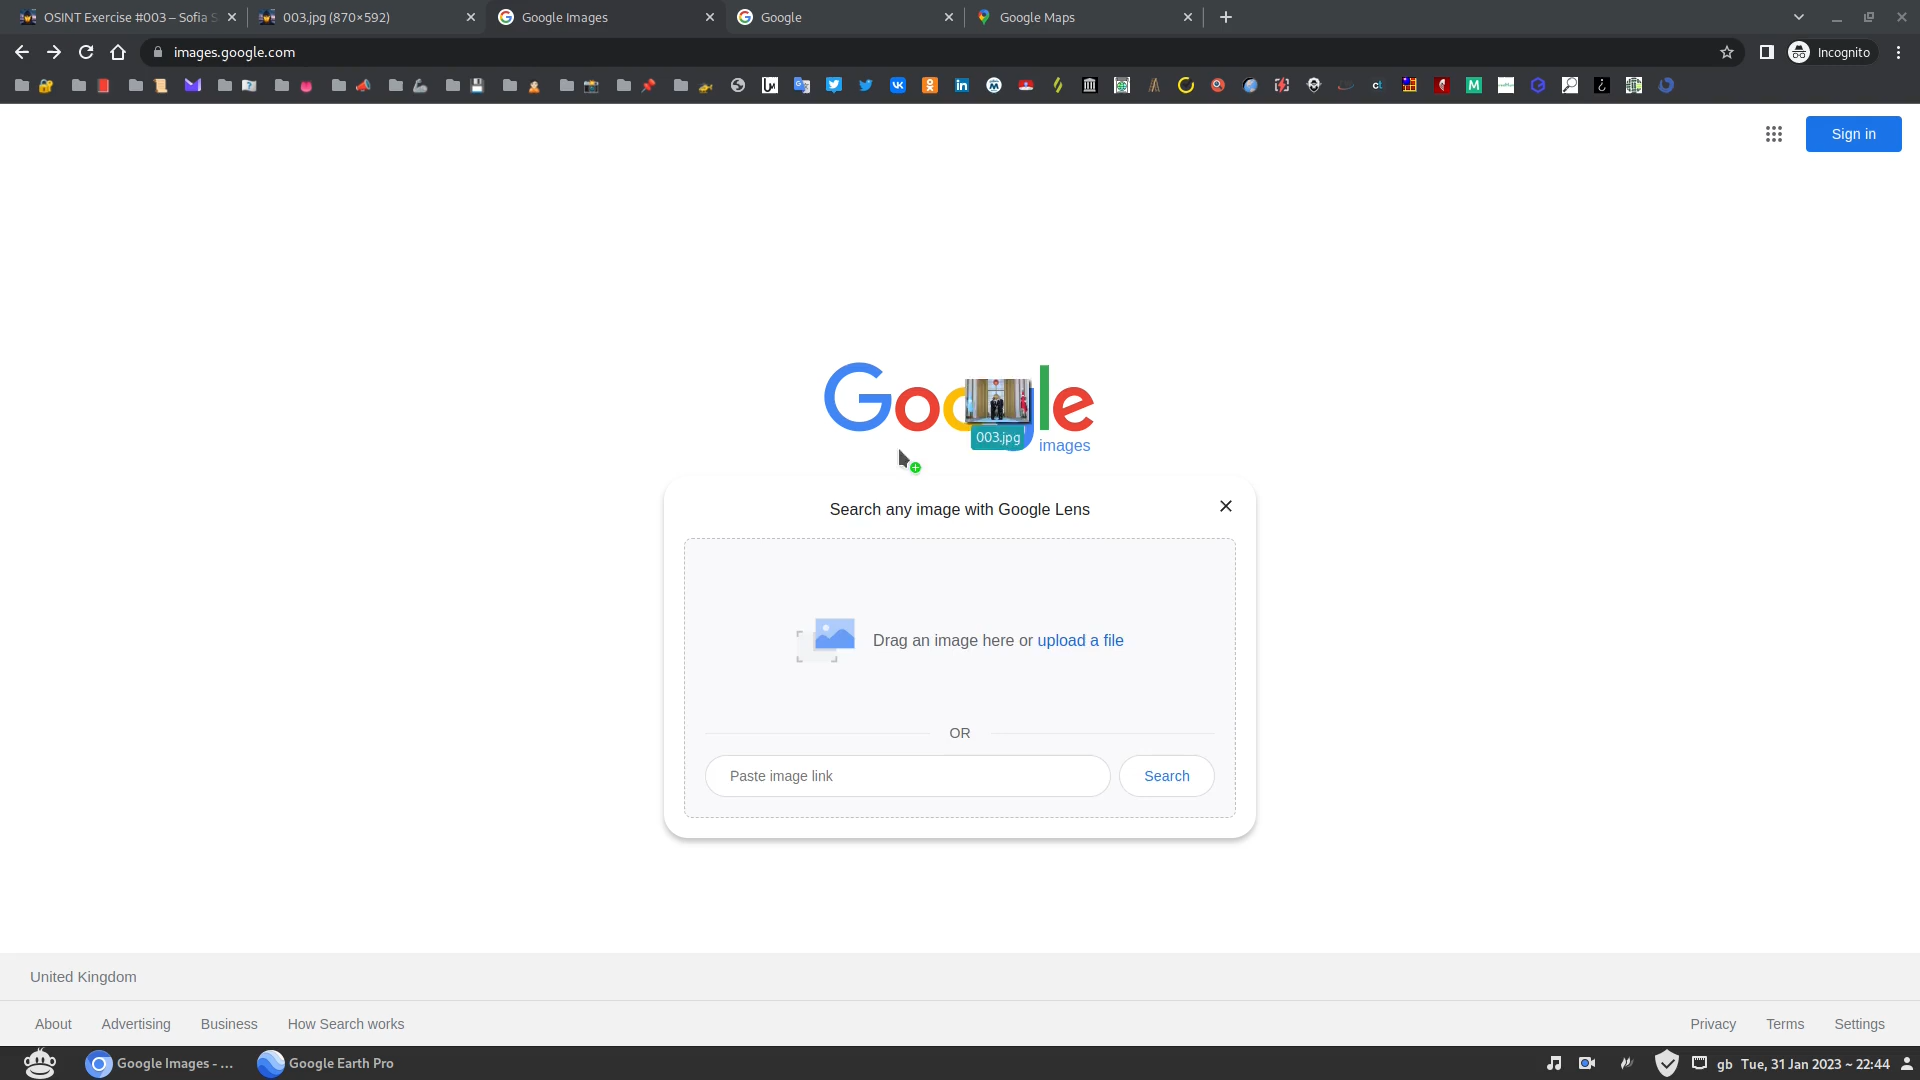 OSINT Exercise #003 – Sofia S
003.jpg (870×592)
Google Images
Google
Google Maps
images.google.com
Incognito
Sign in
Google
images
003.jpg
Search any image with Google Lens
Drag an image here or upload a file
OR
Paste image link
Search
United Kingdom
About
Advertising
Business
How Search works
Privacy
Terms
Settings
Google Images - ...
Google Earth Pro
gb
Tue, 31 Jan 2023 ~ 22:44